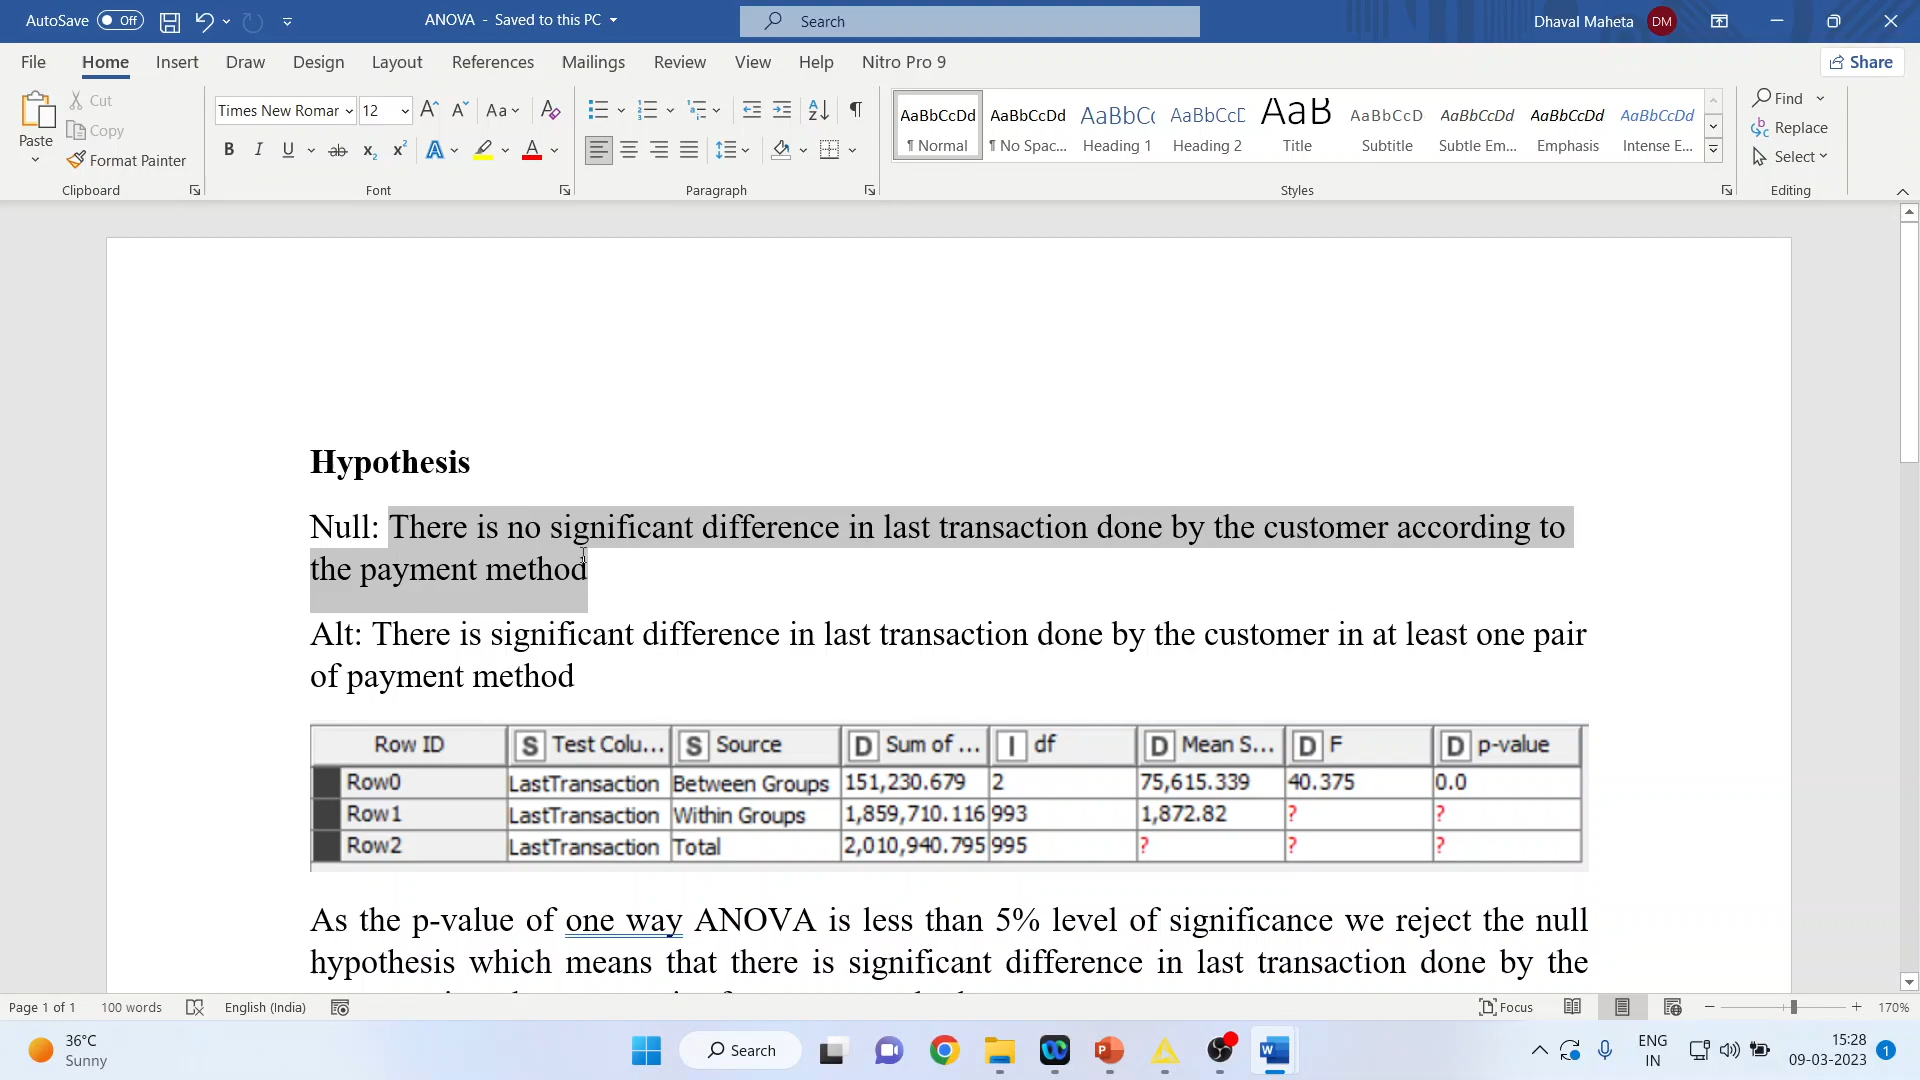 AutoSave Off ANOVA - Saved to this PC Search Dhaval Maheta DM
File Home Insert Draw Design Layout References Mailings Review View Help Nitro Pro 9 Share
Paste Cut Copy Format Painter Clipboard
Times New Roman 12 Aa Font
Paragraph
AaBbCcDd AaBbCcDd AaBbCc AaBbCcD AaB AaBbCcD AaBbCcDd AaBbCcDd AaBbCcDd
¶ Normal ¶ No Spac... Heading 1 Heading 2 Title Subtitle Subtle Em... Emphasis Intense E...
Styles
Find Replace Select Editing
Hypothesis
Null: There is no significant difference in last transaction done by the customer according to
the payment method
Alt: There is significant difference in last transaction done by the customer in at least one pair
of payment method
Row ID S Test Colu... S Source D Sum of ... I df D Mean S... D F D p-value
Row0 LastTransaction Between Groups 151,230.679 2 75,615.339 40.375 0.0
Row1 LastTransaction Within Groups 1,859,710.116 993 1,872.82 ? ?
Row2 LastTransaction Total 2,010,940.795 995 ? ? ?
As the p-value of one way ANOVA is less than 5% level of significance we reject the null
hypothesis which means that there is significant difference in last transaction done by the
Page 1 of 1 100 words English (India) Focus 170%
36°C
Sunny
Search
ENG
IN
15:28
09-03-2023
1